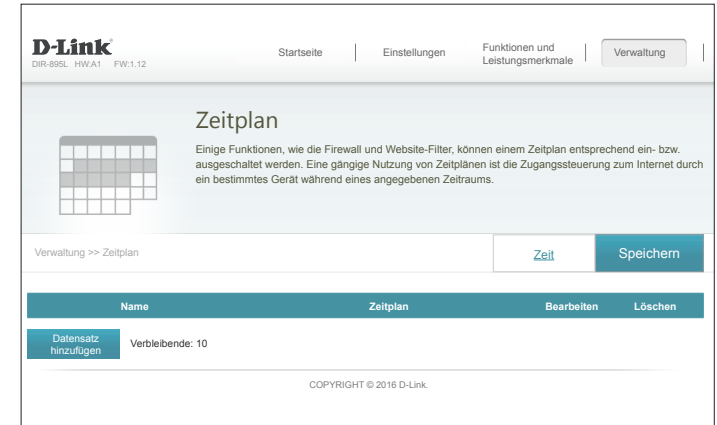 D-Link
DIR-895L HW:A1 FW:1.12
Startseite
Einstellungen
Funktionen und
Leistungsmerkmale
Verwaltung
Zeitplan
Einige Funktionen, wie die Firewall und Website-Filter, können einem Zeitplan entsprechend ein- bzw.
ausgeschaltet werden. Eine gängige Nutzung von Zeitplänen ist die Zugangssteuerung zum Internet durch
ein bestimmtes Gerät während eines angegebenen Zeitraums.
Verwaltung >> Zeitplan
Zeit
Speichern
Name Zeitplan Bearbeiten Löschen
Datensatz
hinzufügen
Verbleibende: 10
COPYRIGHT © 2016 D-Link.